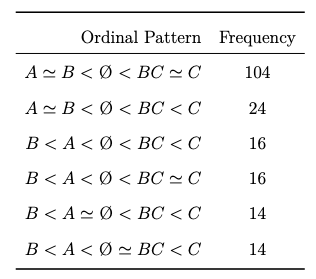 Ordinal Pattern Frequency
A ≃ B < Ø < BC ≃ C 104
A ≃ B < Ø < BC < C 24
B < A < Ø < BC < C 16
B < A < Ø < BC ≃ C 16
B < A ≃ Ø < BC < C 14
B < A < Ø ≃ BC < C 14